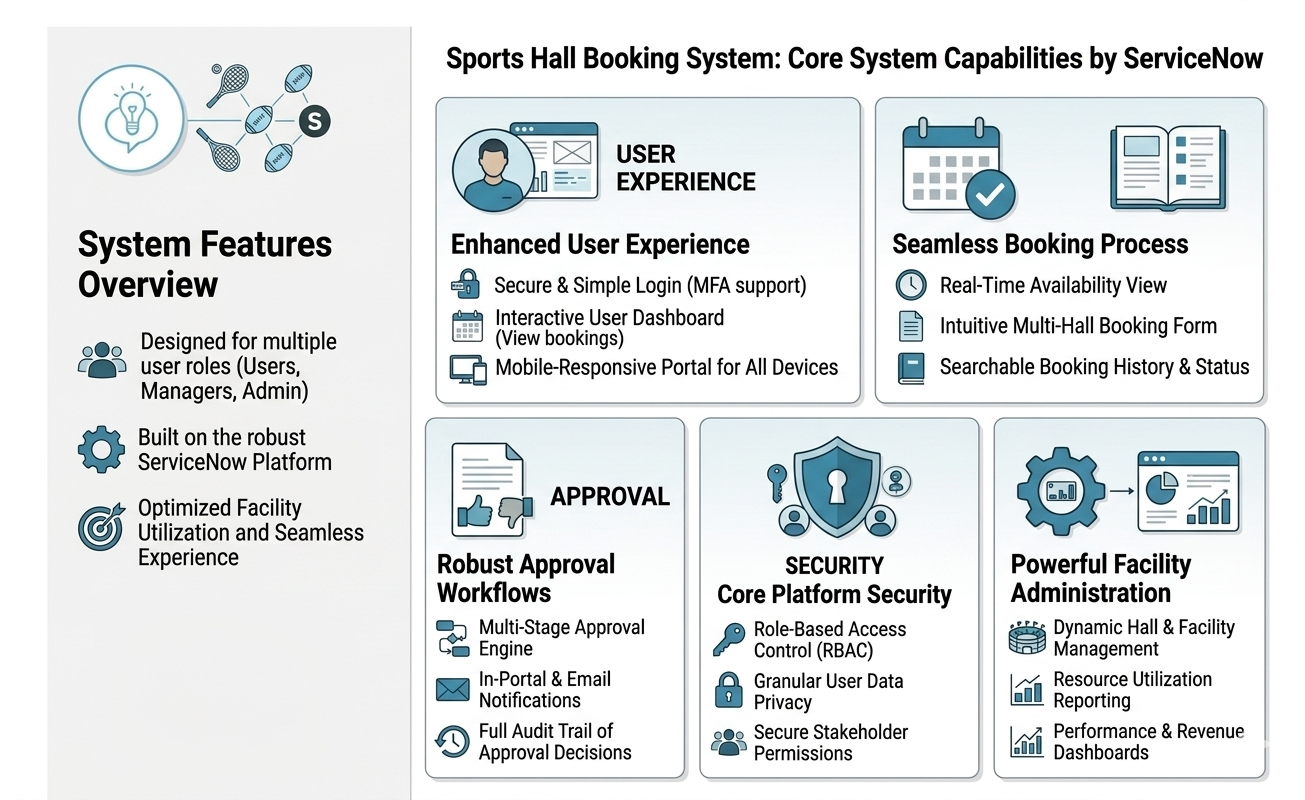 Sports Hall Booking System: Core System Capabilities by ServiceNow
S
System Features
Overview
Designed for multiple
user roles (Users,
Managers, Admin)
Built on the robust
ServiceNow Platform
Optimized Facility
Utilization and Seamless
Experience
USER
EXPERIENCE
Enhanced User Experience
Secure & Simple Login (MFA support)
Interactive User Dashboard
(View bookings)
Mobile-Responsive Portal for All Devices
Seamless Booking Process
Real-Time Availability View
Intuitive Multi-Hall Booking Form
Searchable Booking History & Status
APPROVAL
Robust Approval
Workflows
Multi-Stage Approval
Engine
In-Portal & Email
Notifications
Full Audit Trail of
Approval Decisions
SECURITY
Core Platform Security
Role-Based Access
Control (RBAC)
Granular User Data
Privacy
Secure Stakeholder
Permissions
Powerful Facility
Administration
Dynamic Hall & Facility
Management
Resource Utilization
Reporting
Performance & Revenue
Dashboards